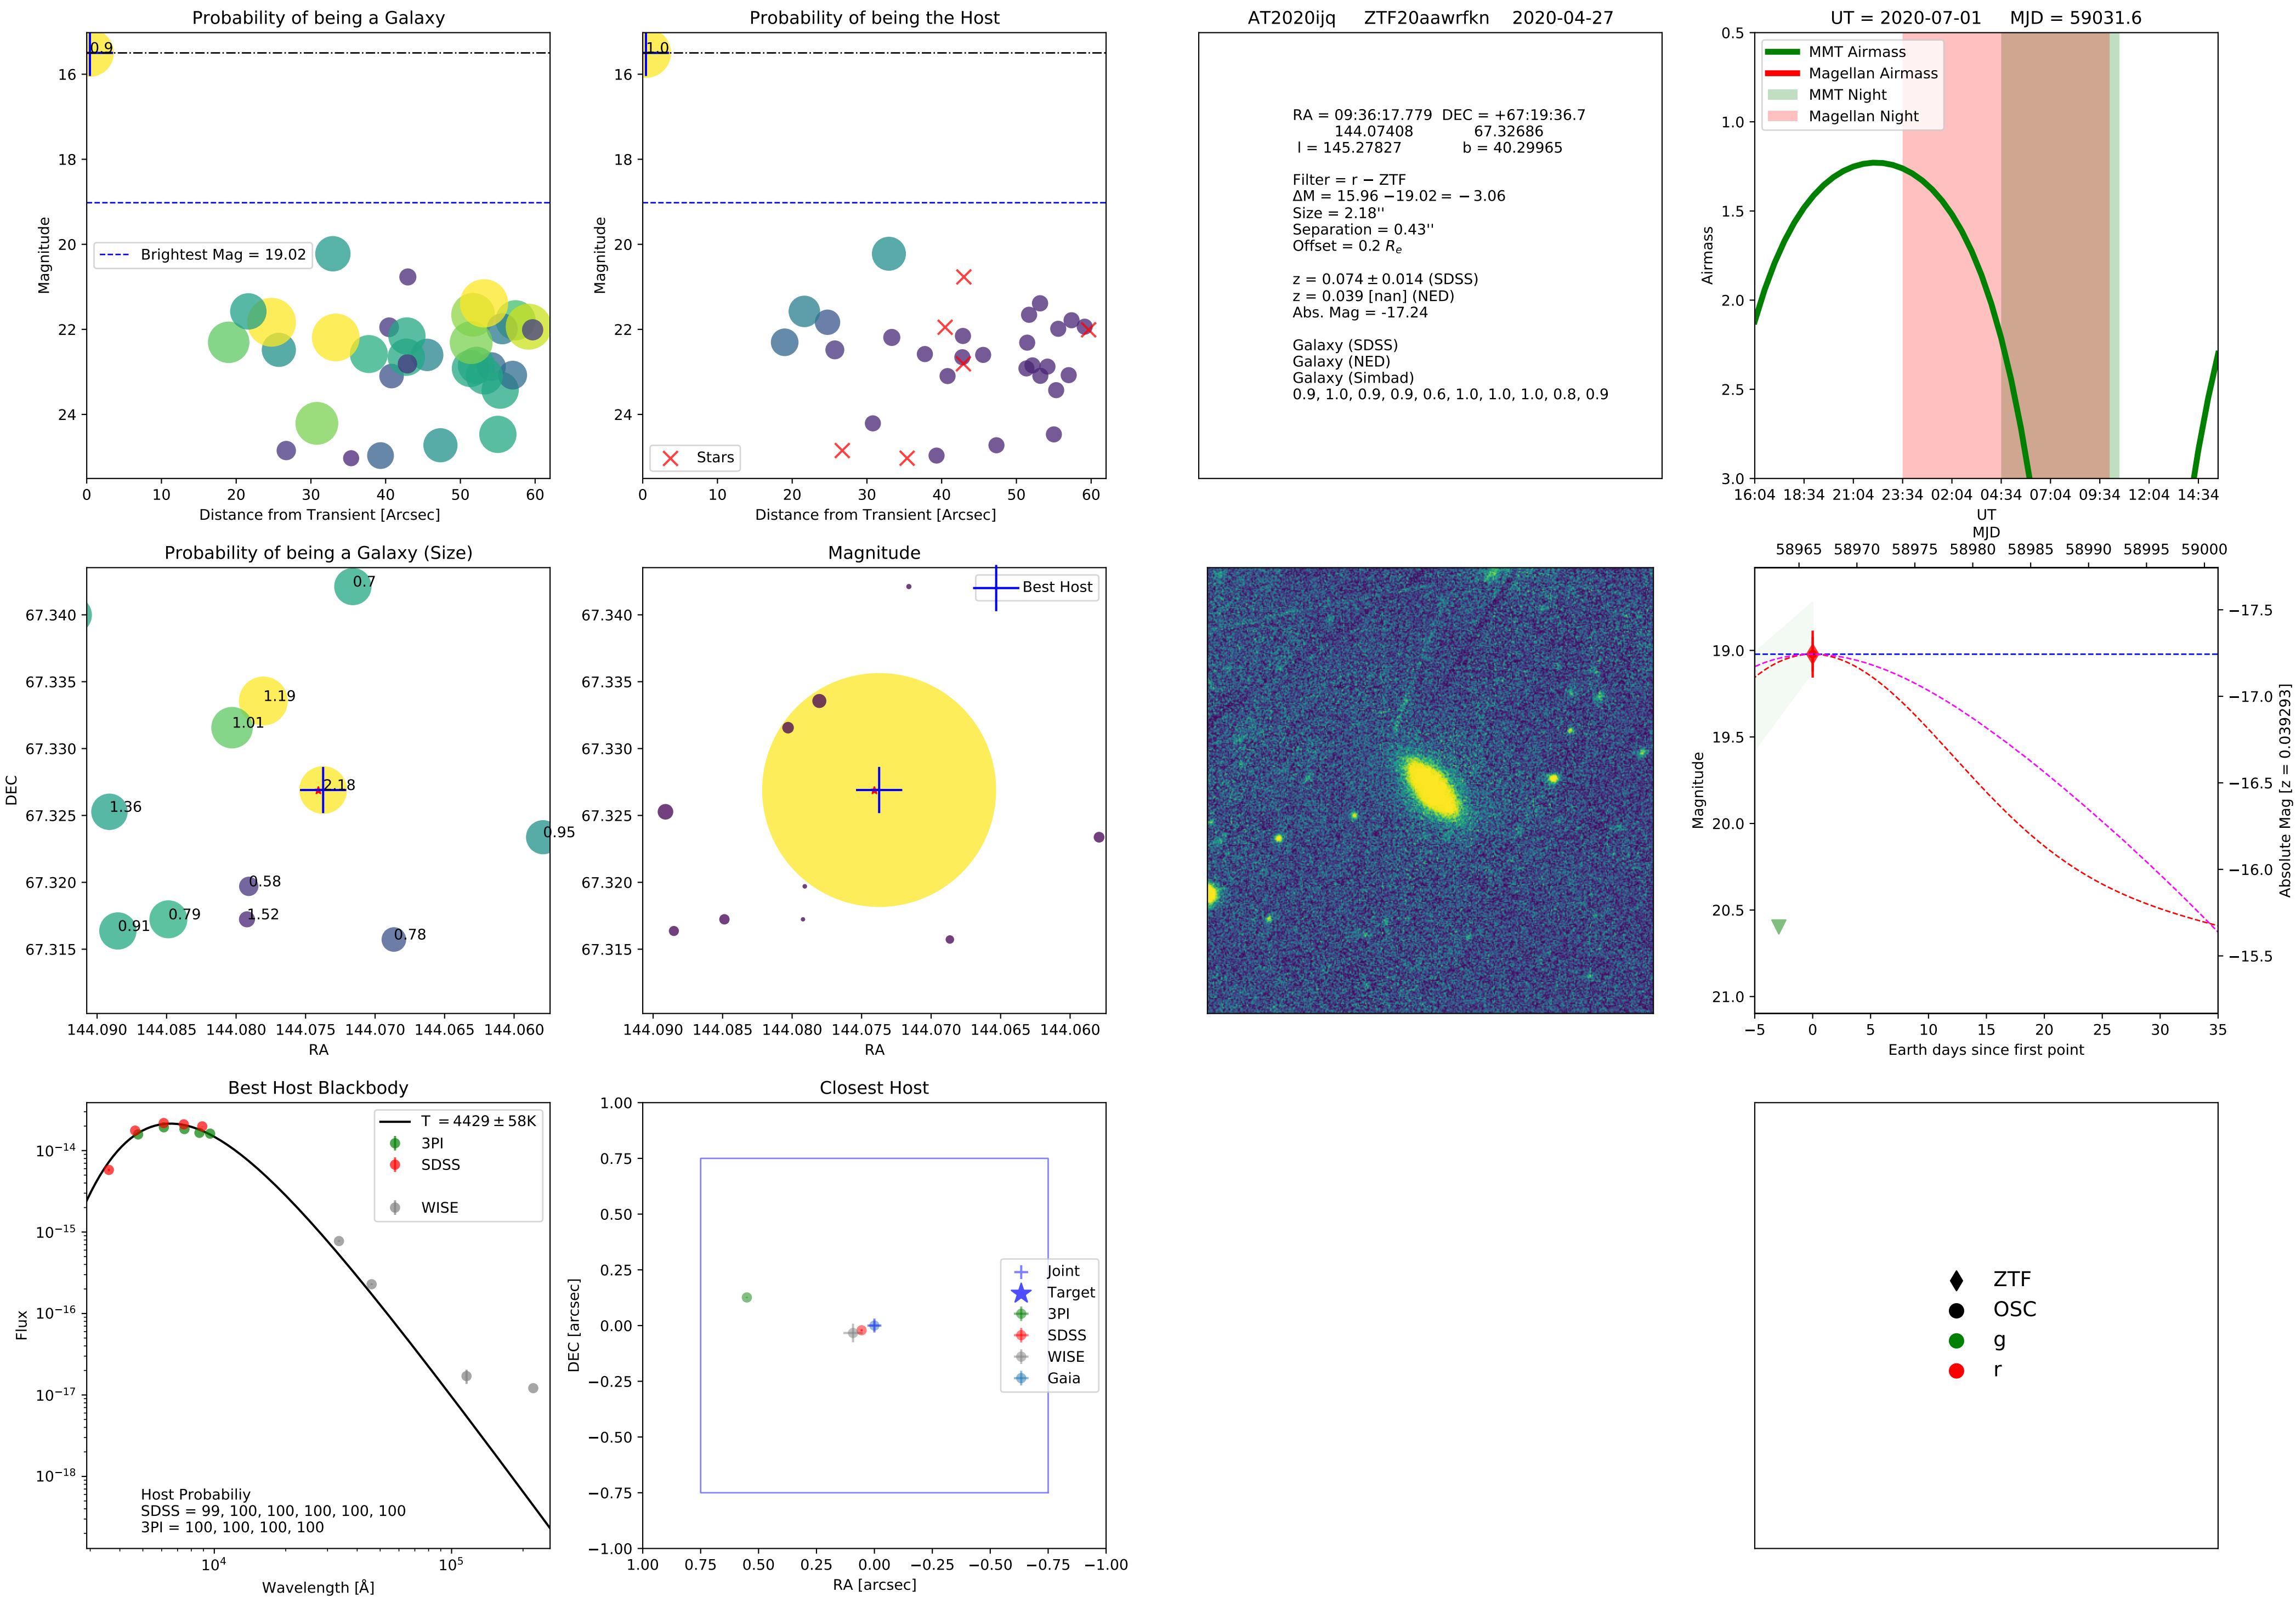 Probability of being a Galaxy
0.9
16
18
20
22
24
Magnitude
Brightest Mag = 19.02
0 10 20 30 40 50 60
Distance from Transient [Arcsec]
Probability of being the Host
1.0
16
18
20
22
24
Magnitude
Stars
0 10 20 30 40 50 60
Distance from Transient [Arcsec]
AT2020ijq ZTF20aawrfkn 2020-04-27
RA = 09:36:17.779 DEC = +67:19:36.7
144.07408 67.32686
l = 145.27827 b = 40.29965
Filter = r − ZTF
ΔM = 15.96 −19.02 = −3.06
Size = 2.18''
Separation = 0.43''
Offset = 0.2 Re
z = 0.074 ± 0.014 (SDSS)
z = 0.039 [nan] (NED)
Abs. Mag = -17.24
Galaxy (SDSS)
Galaxy (NED)
Galaxy (Simbad)
0.9, 1.0, 0.9, 0.9, 0.6, 1.0, 1.0, 1.0, 0.8, 0.9
UT = 2020-07-01 MJD = 59031.6
MMT Airmass
Magellan Airmass
MMT Night
Magellan Night
0.5
1.0
1.5
2.0
2.5
3.0
Airmass
16:04 18:34 21:04 23:34 02:04 04:34 07:04 09:34 12:04 14:34
UT
Probability of being a Galaxy (Size)
0.7
1.19
1.01
2.18
1.36
0.95
0.58
1.52
0.79
0.91
0.78
67.340
67.335
67.330
67.325
67.320
67.315
DEC
144.090 144.085 144.080 144.075 144.070 144.065 144.060
RA
Magnitude
Best Host
67.340
67.335
67.330
67.325
67.320
67.315
144.090 144.085 144.080 144.075 144.070 144.065 144.060
RA
MJD
58965 58970 58975 58980 58985 58990 58995 59000
19.0
19.5
20.0
20.5
21.0
Magnitude
−17.5
−17.0
−16.5
−16.0
−15.5
Absolute Mag [z = 0.039293]
−5 0 5 10 15 20 25 30 35
Earth days since first point
Best Host Blackbody
T = 4429 ± 58K
3PI
SDSS
WISE
10−14
10−15
10−16
10−17
10−18
Flux
Host Probabiliy
SDSS = 99, 100, 100, 100, 100, 100
3PI = 100, 100, 100, 100
104 105
Wavelength [Å]
Closest Host
1.00
0.75
0.50
0.25
0.00
−0.25
−0.50
−0.75
−1.00
DEC [arcsec]
Joint
Target
3PI
SDSS
WISE
Gaia
1.00 0.75 0.50 0.25 0.00 −0.25 −0.50 −0.75 −1.00
RA [arcsec]
ZTF
OSC
g
r